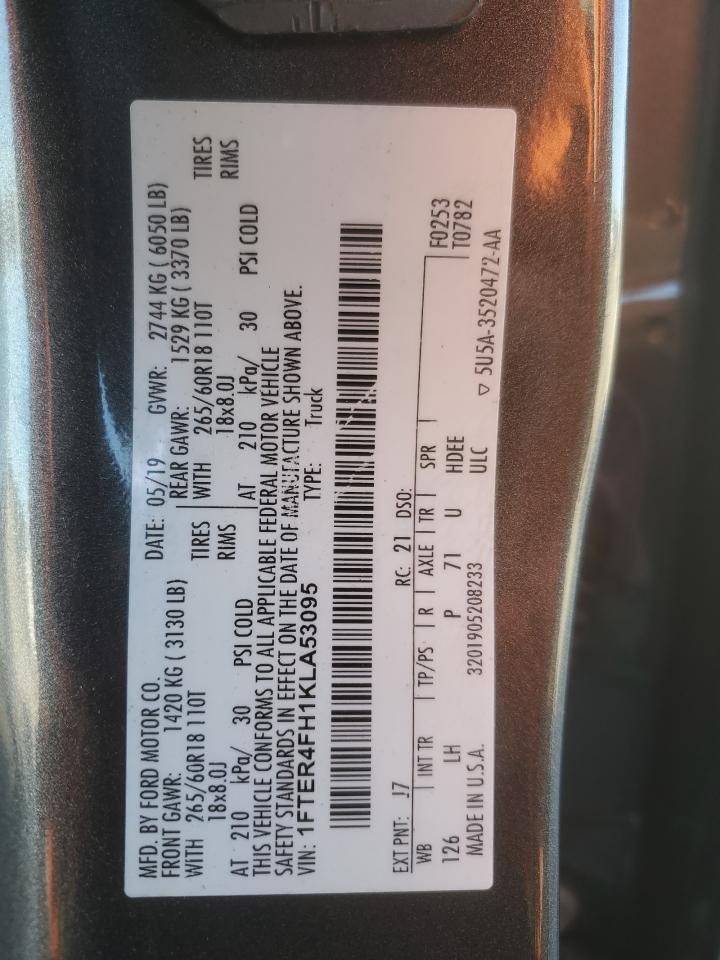 MFD. BY FORD MOTOR CO.
DATE: 05/19 GVWR: 2744 KG ( 6050 LB)
FRONT GAWR: 1420 KG ( 3130 LB) REAR GAWR: 1529 KG ( 3370 LB)
WITH 265/60R18 110T TIRES WITH 265/60R18 110T TIRES
18x8.0J RIMS 18x8.0J RIMS
AT 210 kPa/ 30 PSI COLD AT 210 kPa/ 30 PSI COLD
THIS VEHICLE CONFORMS TO ALL APPLICABLE FEDERAL MOTOR VEHICLE
SAFETY STANDARDS IN EFFECT ON THE DATE OF MANUFACTURE SHOWN ABOVE.
VIN: 1FTER4FH1KLA53095 TYPE: Truck
EXT PNT: J7 RC: 21 DSO:
WB INT TR TP/PS R AXLE TR SPR F0253
126 LH P 71 U HDEE T0782
MADE IN U.S.A. 3201905208233 ULC ▽ 5U5A-3520472-AA